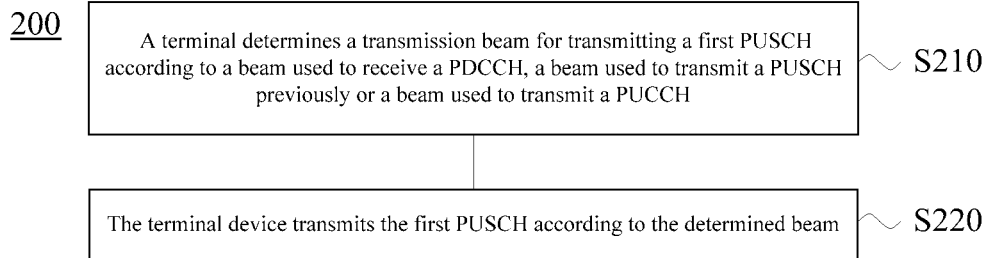 200
A terminal determines a transmission beam for transmitting a first PUSCH
according to a beam used to receive a PDCCH, a beam used to transmit a PUSCH
previously or a beam used to transmit a PUCCH
S210
The terminal device transmits the first PUSCH according to the determined beam
S220